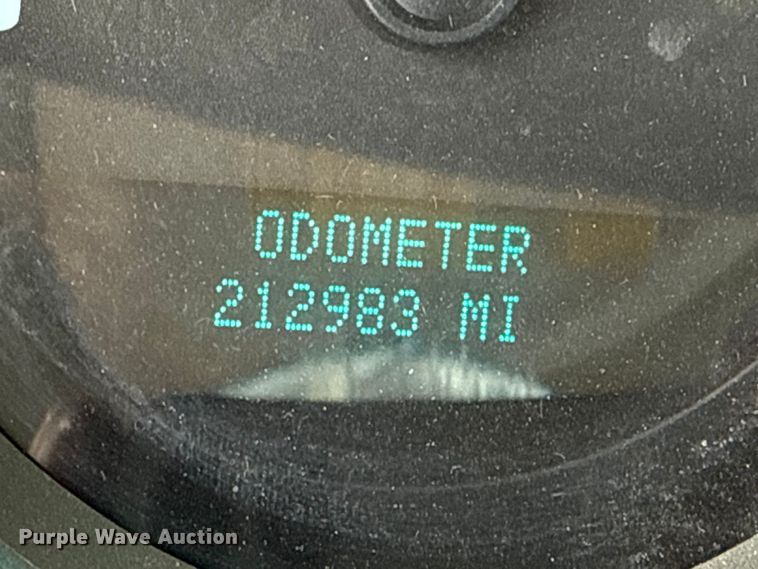 ODOMETER
212983 MI
Purple Wave Auction